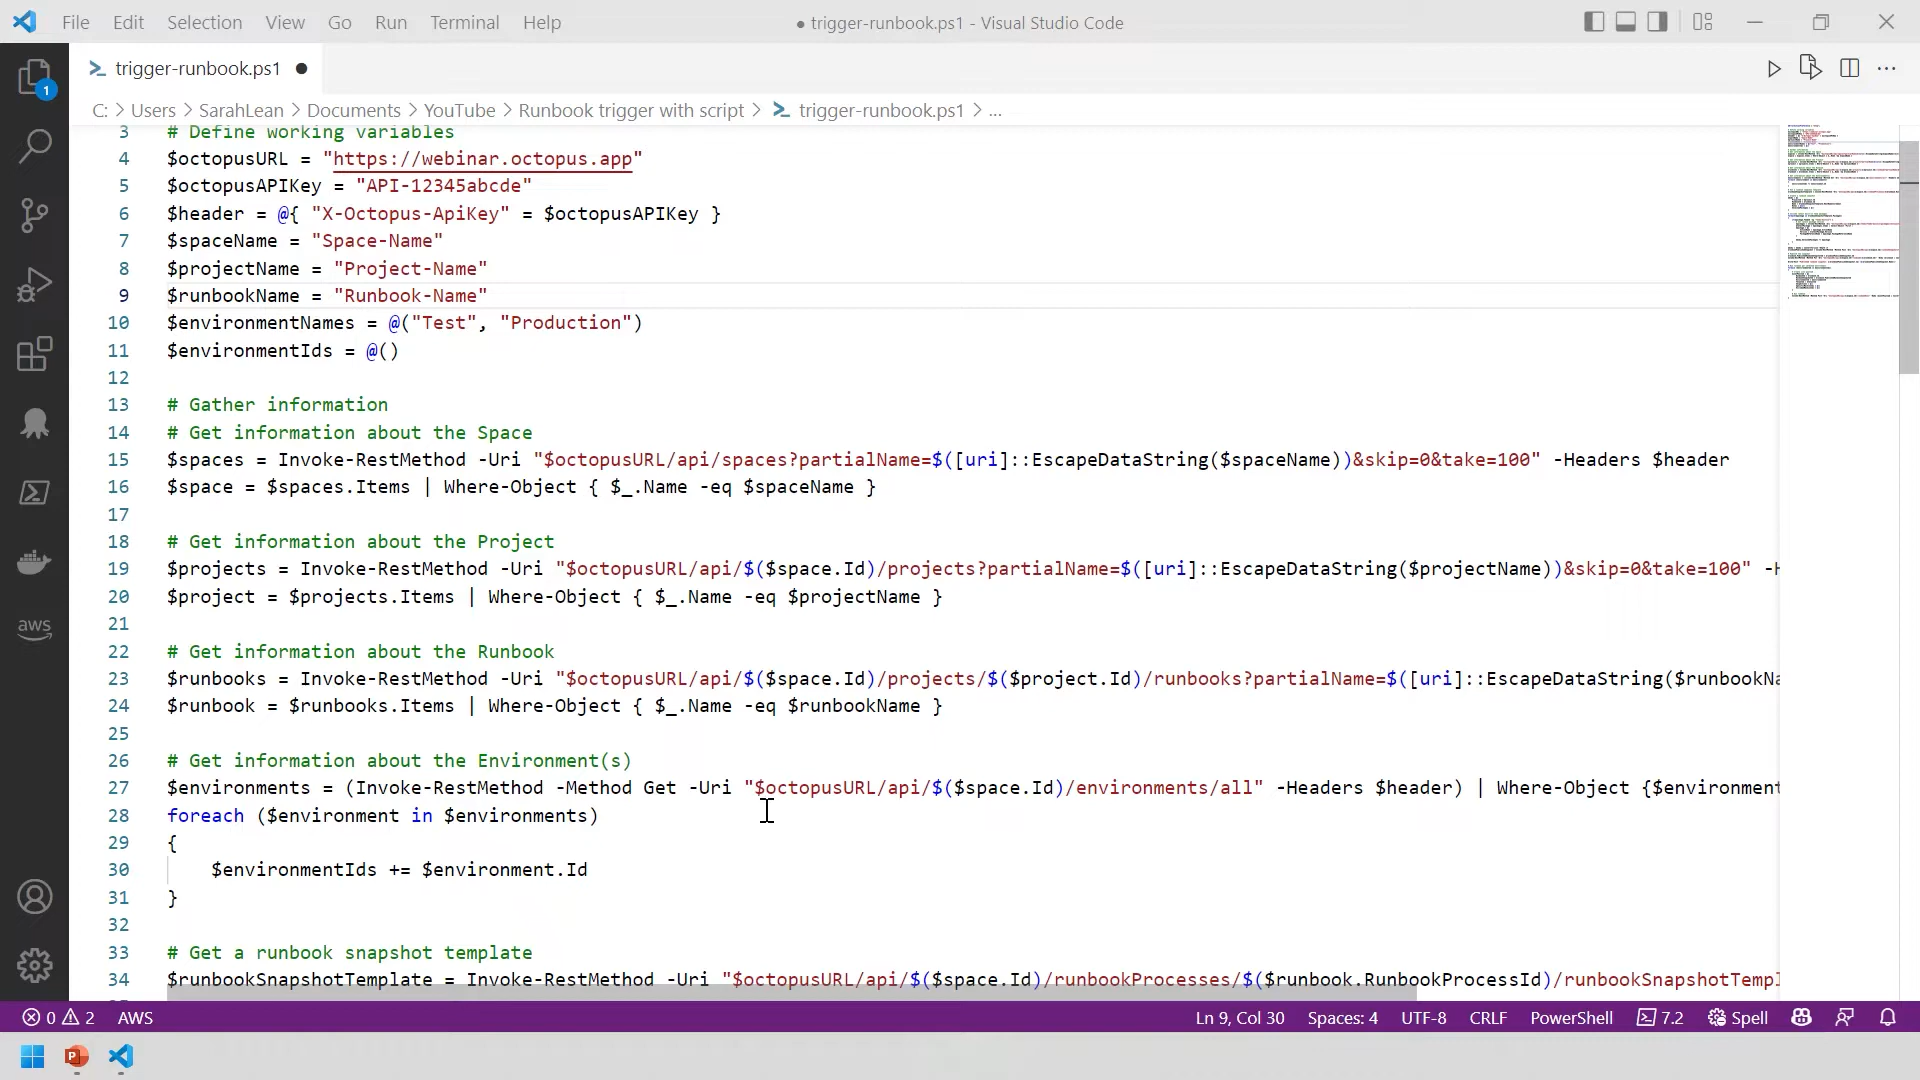 File Edit Selection View Go Run Terminal Help
● trigger-runbook.ps1 - Visual Studio Code
trigger-runbook.ps1 ●
1
C: > Users > SarahLean > Documents > YouTube > Runbook trigger with script > trigger-runbook.ps1 > ...
3 # Define working variables
4 $octopusURL = "https://webinar.octopus.app"
5 $octopusAPIKey = "API-12345abcde"
6 $header = @{ "X-Octopus-ApiKey" = $octopusAPIKey }
7 $spaceName = "Space-Name"
8 $projectName = "Project-Name"
9 $runbookName = "Runbook-Name"
10 $environmentNames = @("Test", "Production")
11 $environmentIds = @()
12
13 # Gather information
14 # Get information about the Space
15 $spaces = Invoke-RestMethod -Uri "$octopusURL/api/spaces?partialName=$([uri]::EscapeDataString($spaceName))&skip=0&take=100" -Headers $header
16 $space = $spaces.Items | Where-Object { $_.Name -eq $spaceName }
17
18 # Get information about the Project
19 $projects = Invoke-RestMethod -Uri "$octopusURL/api/$($space.Id)/projects?partialName=$([uri]::EscapeDataString($projectName))&skip=0&take=100" -H
20 $project = $projects.Items | Where-Object { $_.Name -eq $projectName }
21
22 # Get information about the Runbook
23 $runbooks = Invoke-RestMethod -Uri "$octopusURL/api/$($space.Id)/projects/$($project.Id)/runbooks?partialName=$([uri]::EscapeDataString($runbookNa
24 $runbook = $runbooks.Items | Where-Object { $_.Name -eq $runbookName }
25
26 # Get information about the Environment(s)
27 $environments = (Invoke-RestMethod -Method Get -Uri "$octopusURL/api/$($space.Id)/environments/all" -Headers $header) | Where-Object {$environment
28 foreach ($environment in $environments)
29 {
30 $environmentIds += $environment.Id
31 }
32
33 # Get a runbook snapshot template
34 $runbookSnapshotTemplate = Invoke-RestMethod -Uri "$octopusURL/api/$($space.Id)/runbookProcesses/$($runbook.RunbookProcessId)/runbookSnapshotTempl
aws
0 2 AWS Ln 9, Col 30 Spaces: 4 UTF-8 CRLF PowerShell 7.2 Spell